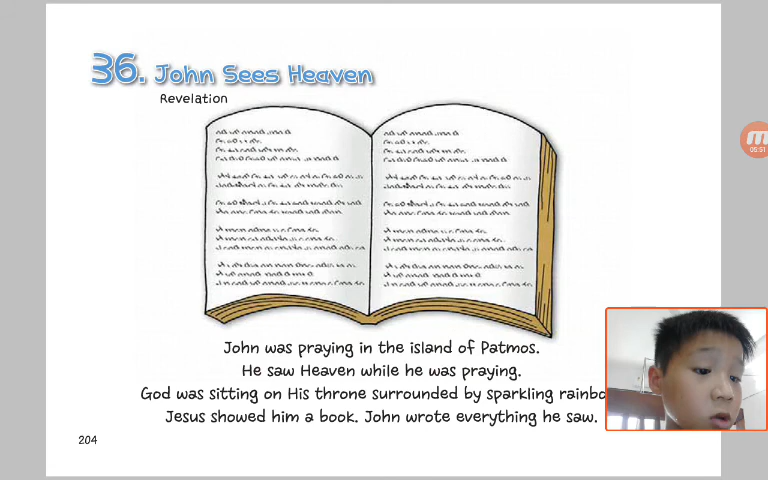 36. John Sees Heaven
Revelation
John was praying in the island of Patmos.
He saw Heaven while he was praying.
God was sitting on His throne surrounded by sparkling
Jesus showed him a book. John wrote everything he saw.
204
05:51